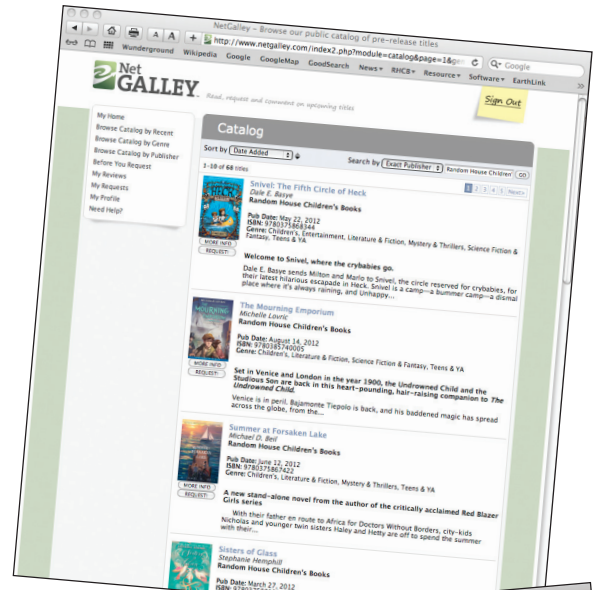 NetGalley – Browse our public catalog of pre-release titles
A A
http://www.netgalley.com/index2.php?module=catalog&page=1&ge
Google
Wunderground Wikipedia Google GoogleMap GoodSearch News RHCB Resource Software EarthLink
Net
GALLEY
Read, request and comment on upcoming titles
Sign Out
My Home
Browse Catalog by Recent
Browse Catalog by Genre
Browse Catalog by Publisher
Before You Request
My Reviews
My Requests
My Profile
Need Help?
Catalog
Sort by Date Added
Search by Exact Publisher Random House Children' GO
1-10 of 68 titles
1 2 3 4 5 Next>
HECK
MORE INFO
REQUEST!
Snivel: The Fifth Circle of Heck
Dale E. Basye
Random House Children's Books
Pub Date: May 22, 2012
ISBN: 9780375868344
Genre: Children's, Entertainment, Literature & Fiction, Mystery & Thrillers, Science Fiction &
Fantasy, Teens & YA
Welcome to Snivel, where the crybabies go.
Dale E. Basye sends Milton and Marlo to Snivel, the circle reserved for crybabies, for
their latest hilarious escapade in Heck. Snivel is a camp—a bummer camp—a dismal
place where it's always raining, and Unhappy...
MOURNING
MORE INFO
REQUEST!
The Mourning Emporium
Michelle Lovric
Random House Children's Books
Pub Date: August 14, 2012
ISBN: 9780385740005
Genre: Children's, Literature & Fiction, Science Fiction & Fantasy, Teens & YA
Set in Venice and London in the year 1900, the Undrowned Child and the
Studious Son are back in this heart-pounding, hair-raising companion to The
Undrowned Child.
Venice is in peril. Bajamonte Tiepolo is back, and his baddened magic has spread
across the globe, from the...
MORE INFO
REQUEST!
Summer at Forsaken Lake
Michael D. Beil
Random House Children's Books
Pub Date: June 12, 2012
ISBN: 9780375867422
Genre: Children's, Literature & Fiction, Mystery & Thrillers, Teens & YA
A new stand-alone novel from the author of the critically acclaimed Red Blazer
Girls series
With their father en route to Africa for Doctors Without Borders, city-kids
Nicholas and younger twin sisters Haley and Hetty are off to spend the summer
with their...
Sisters of Glass
Stephanie Hemphill
Random House Children's Books
Pub Date: March 27, 2012